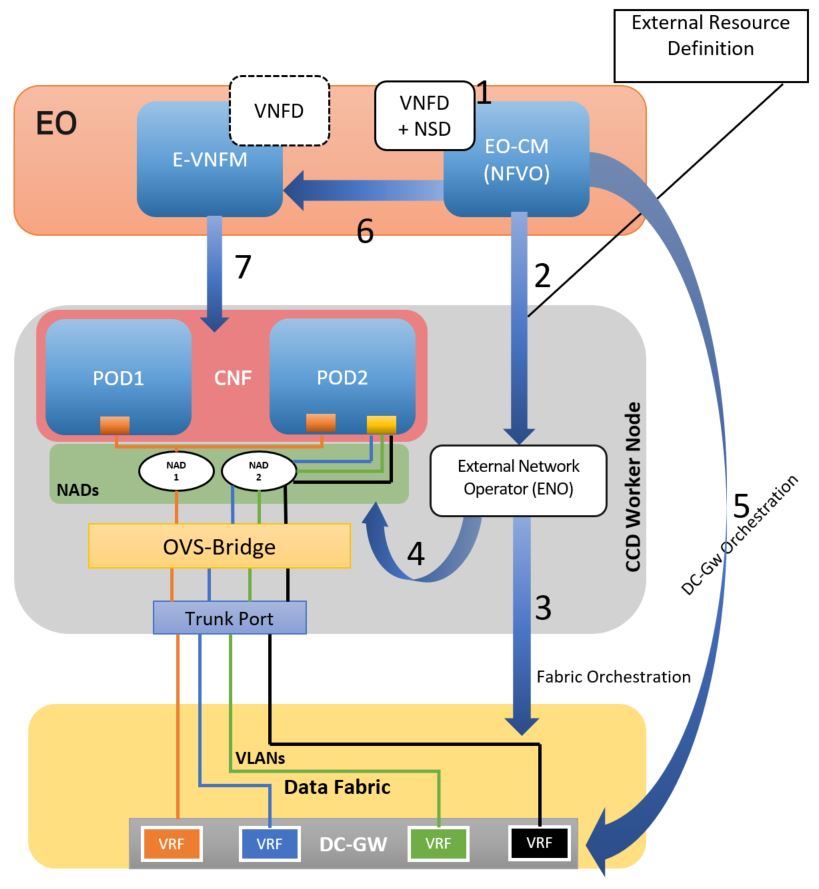 External Resource
Definition
1
VNFD
VNFD
+ NSD
EO
E-VNFM
EO-CM
(NFVO)
6
7
2
POD1
CNF
POD2
CCD Worker Node
NAD
1
NAD
2
NADs
External Network
Operator (ENO)
5
DC-Gw Orchestration
OVS-Bridge
4
3
Trunk Port
Fabric Orchestration
VLANs
Data Fabric
VRF
VRF
DC-GW
VRF
VRF